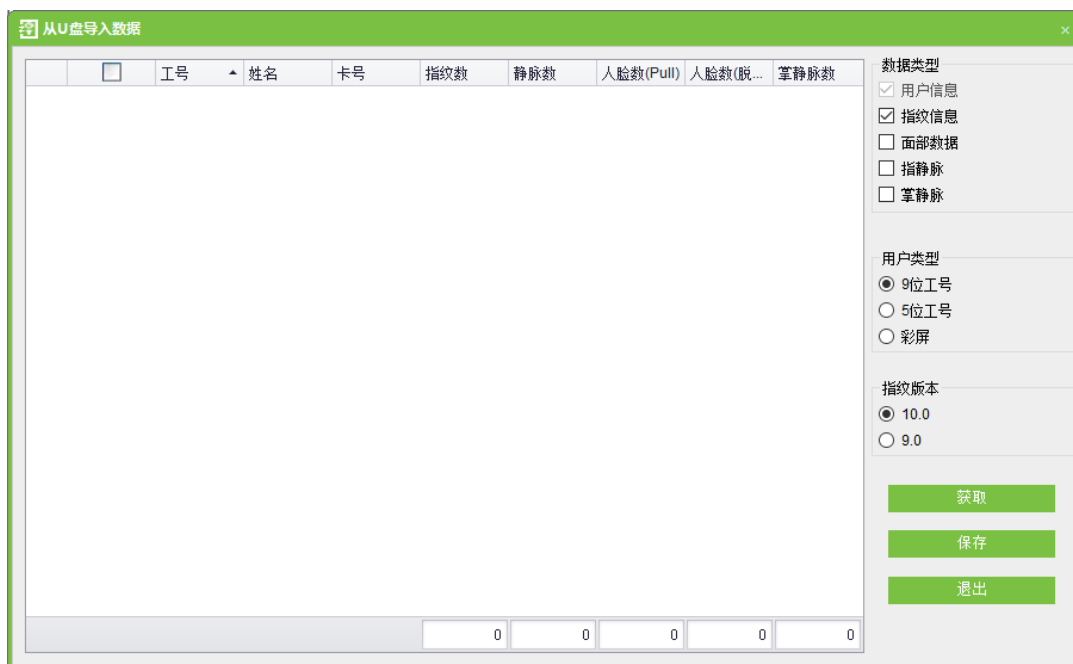 从U盘导入数据
工号 姓名 卡号 指纹数 静脉数 人脸数(Pull) 人脸数(脱... 掌静脉数
数据类型
用户信息
指纹信息
面部数据
指静脉
掌静脉
用户类型
9位工号
5位工号
彩屏
指纹版本
10.0
9.0
获取
保存
退出
0 0 0 0 0